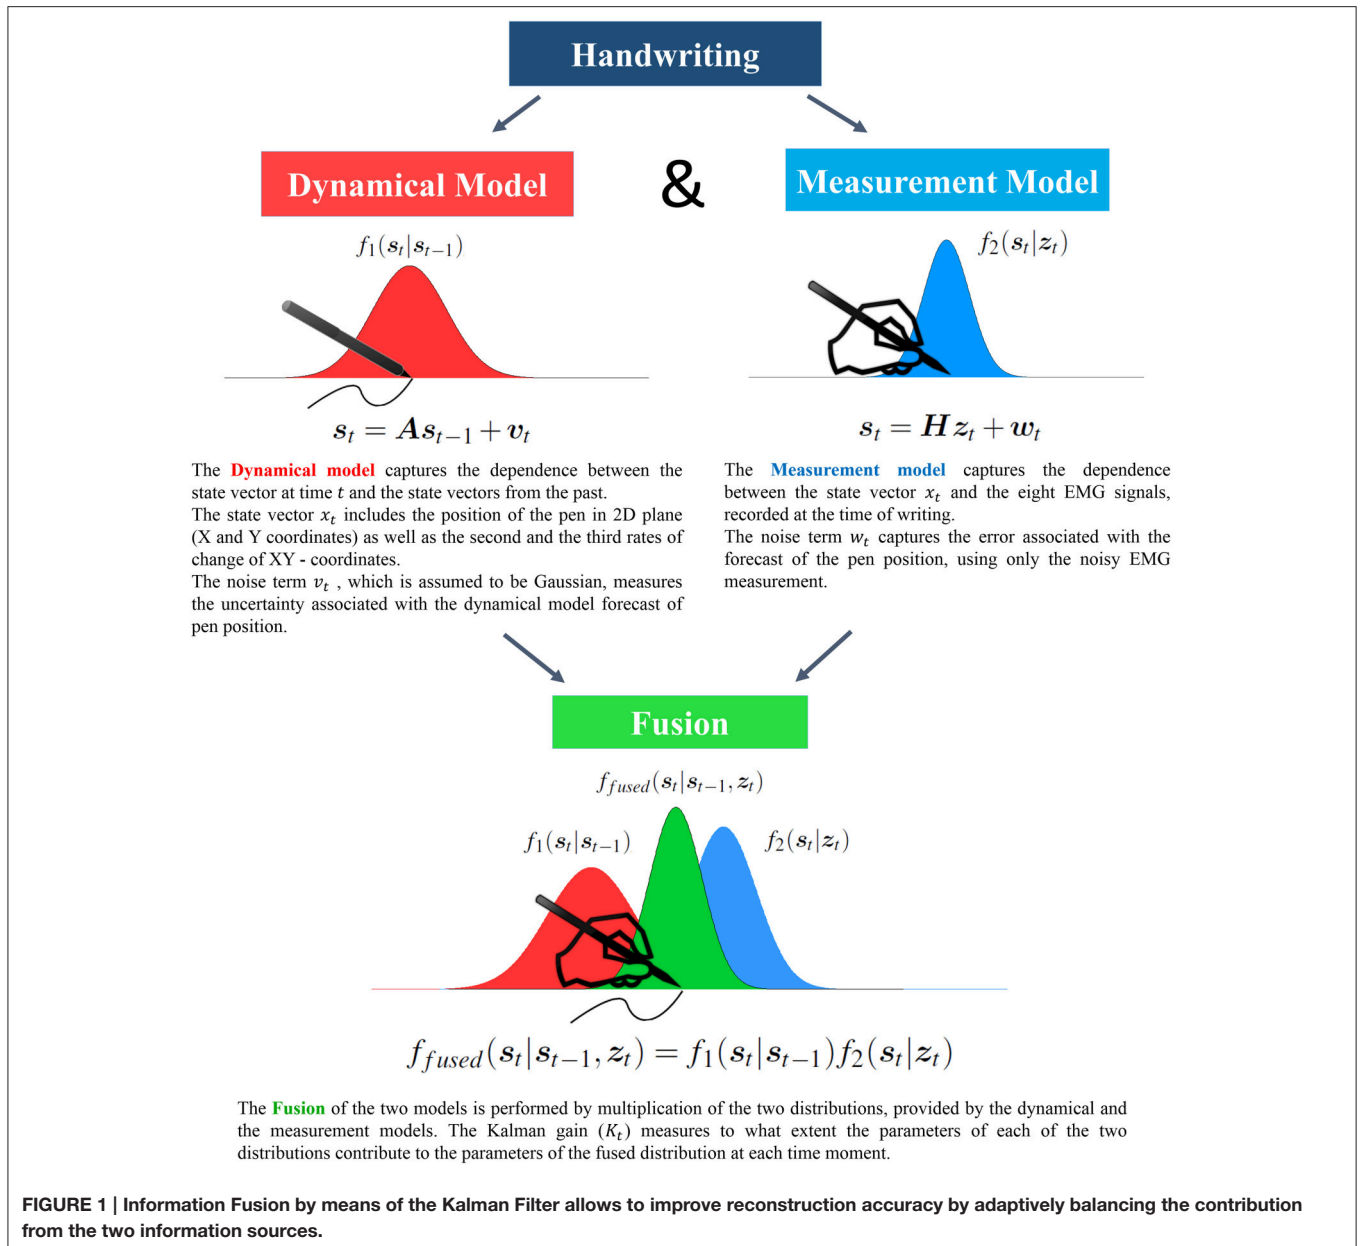 Handwriting
Dynamical Model
&
Measurement Model
f₁(sₜ|sₜ₋₁)
f₂(sₜ|zₜ)
sₜ = Asₜ₋₁ + vₜ
sₜ = Hzₜ + wₜ
The Dynamical model captures the dependence between the
state vector at time t and the state vectors from the past.
The state vector xₜ includes the position of the pen in 2D plane
(X and Y coordinates) as well as the second and the third rates of
change of XY - coordinates.
The noise term vₜ , which is assumed to be Gaussian, measures
the uncertainty associated with the dynamical model forecast of
pen position.
The Measurement model captures the dependence
between the state vector xₜ and the eight EMG signals,
recorded at the time of writing.
The noise term wₜ captures the error associated with the
forecast of the pen position, using only the noisy EMG
measurement.
Fusion
f_fused(sₜ|sₜ₋₁, zₜ)
f₁(sₜ|sₜ₋₁)
f₂(sₜ|zₜ)
f_fused(sₜ|sₜ₋₁, zₜ) = f₁(sₜ|sₜ₋₁)f₂(sₜ|zₜ)
The Fusion of the two models is performed by multiplication of the two distributions, provided by the dynamical and
the measurement models. The Kalman gain (Kₜ) measures to what extent the parameters of each of the two
distributions contribute to the parameters of the fused distribution at each time moment.
FIGURE 1 | Information Fusion by means of the Kalman Filter allows to improve reconstruction accuracy by adaptively balancing the contribution
from the two information sources.